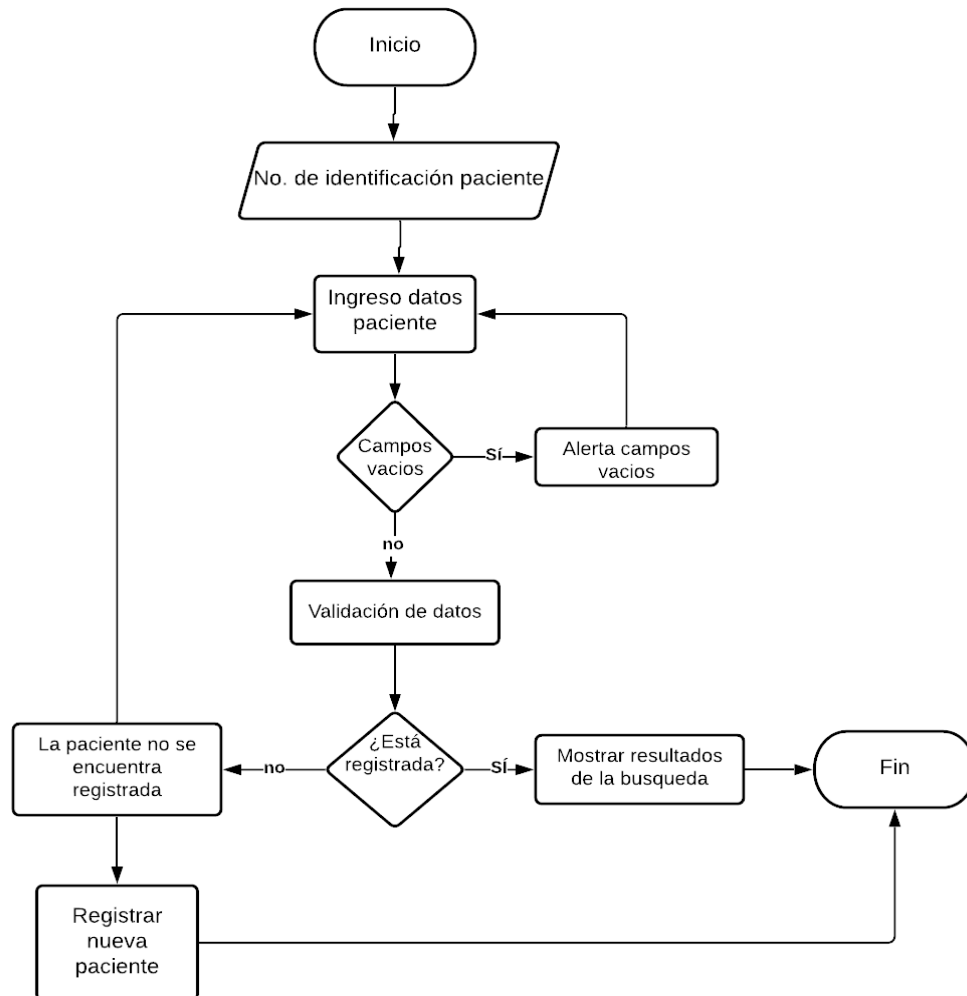 Inicio
No. de identificación paciente
Ingreso datos
paciente
Campos
vacios
Sí
Alerta campos
vacios
no
Validación de datos
¿Está
registrada?
no
La paciente no se
encuentra
registrada
SÍ
Mostrar resultados
de la busqueda
Fin
Registrar
nueva
paciente